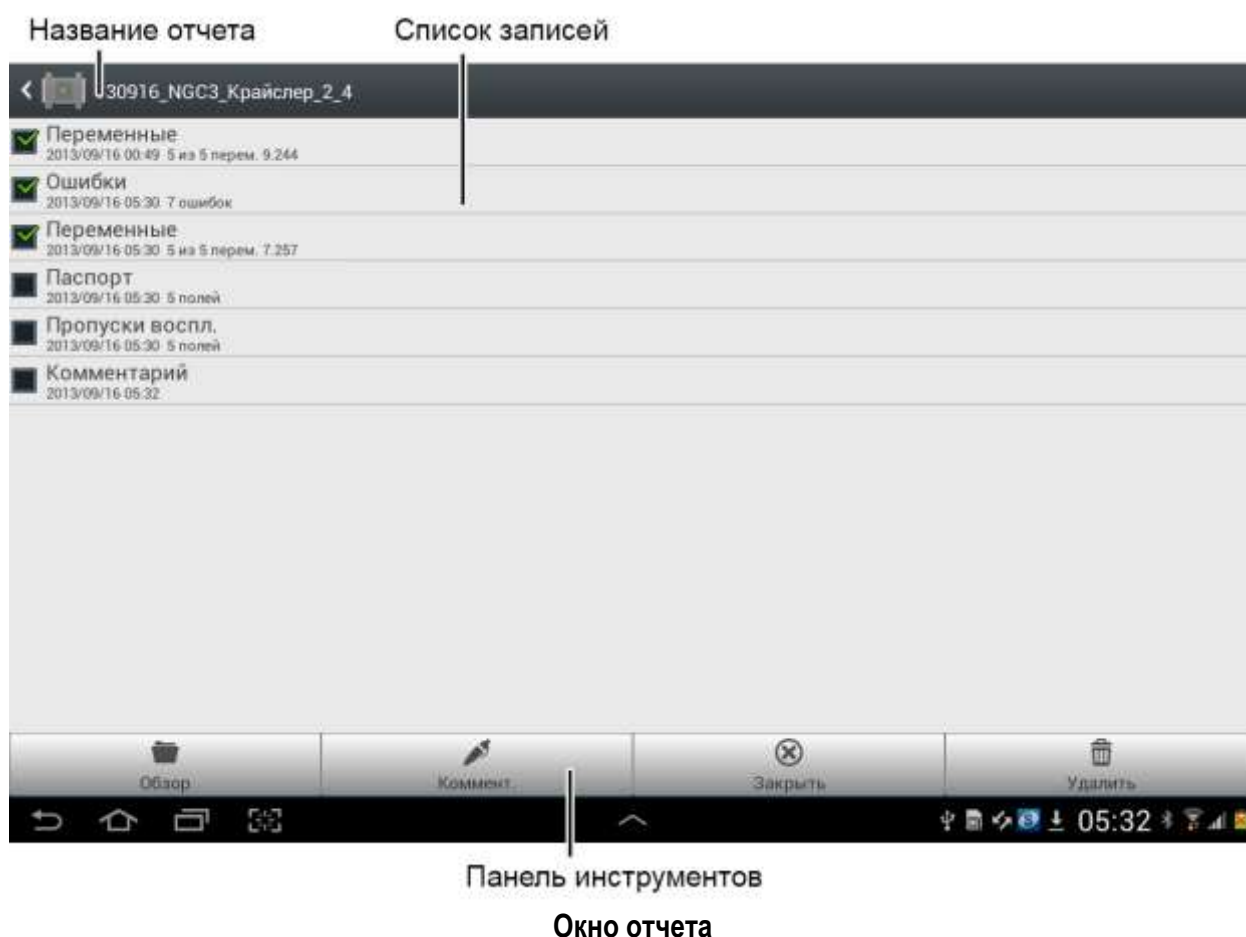 Название отчета Список записей
30916_NGC3_Крайслер_2_4
Переменные
2013/09/16 00:49 5 из 5 перем. 9.244
Ошибки
2013/09/16 05:30 7 ошибок
Переменные
2013/09/16 05:30 5 из 5 перем. 7.257
Паспорт
2013/09/16 05:30 5 полей
Пропуски воспл.
2013/09/16 05:30 5 полей
Комментарий
2013/09/16 05:32
Обзор Коммент. Закрыть Удалить
05:32
Панель инструментов
Окно отчета